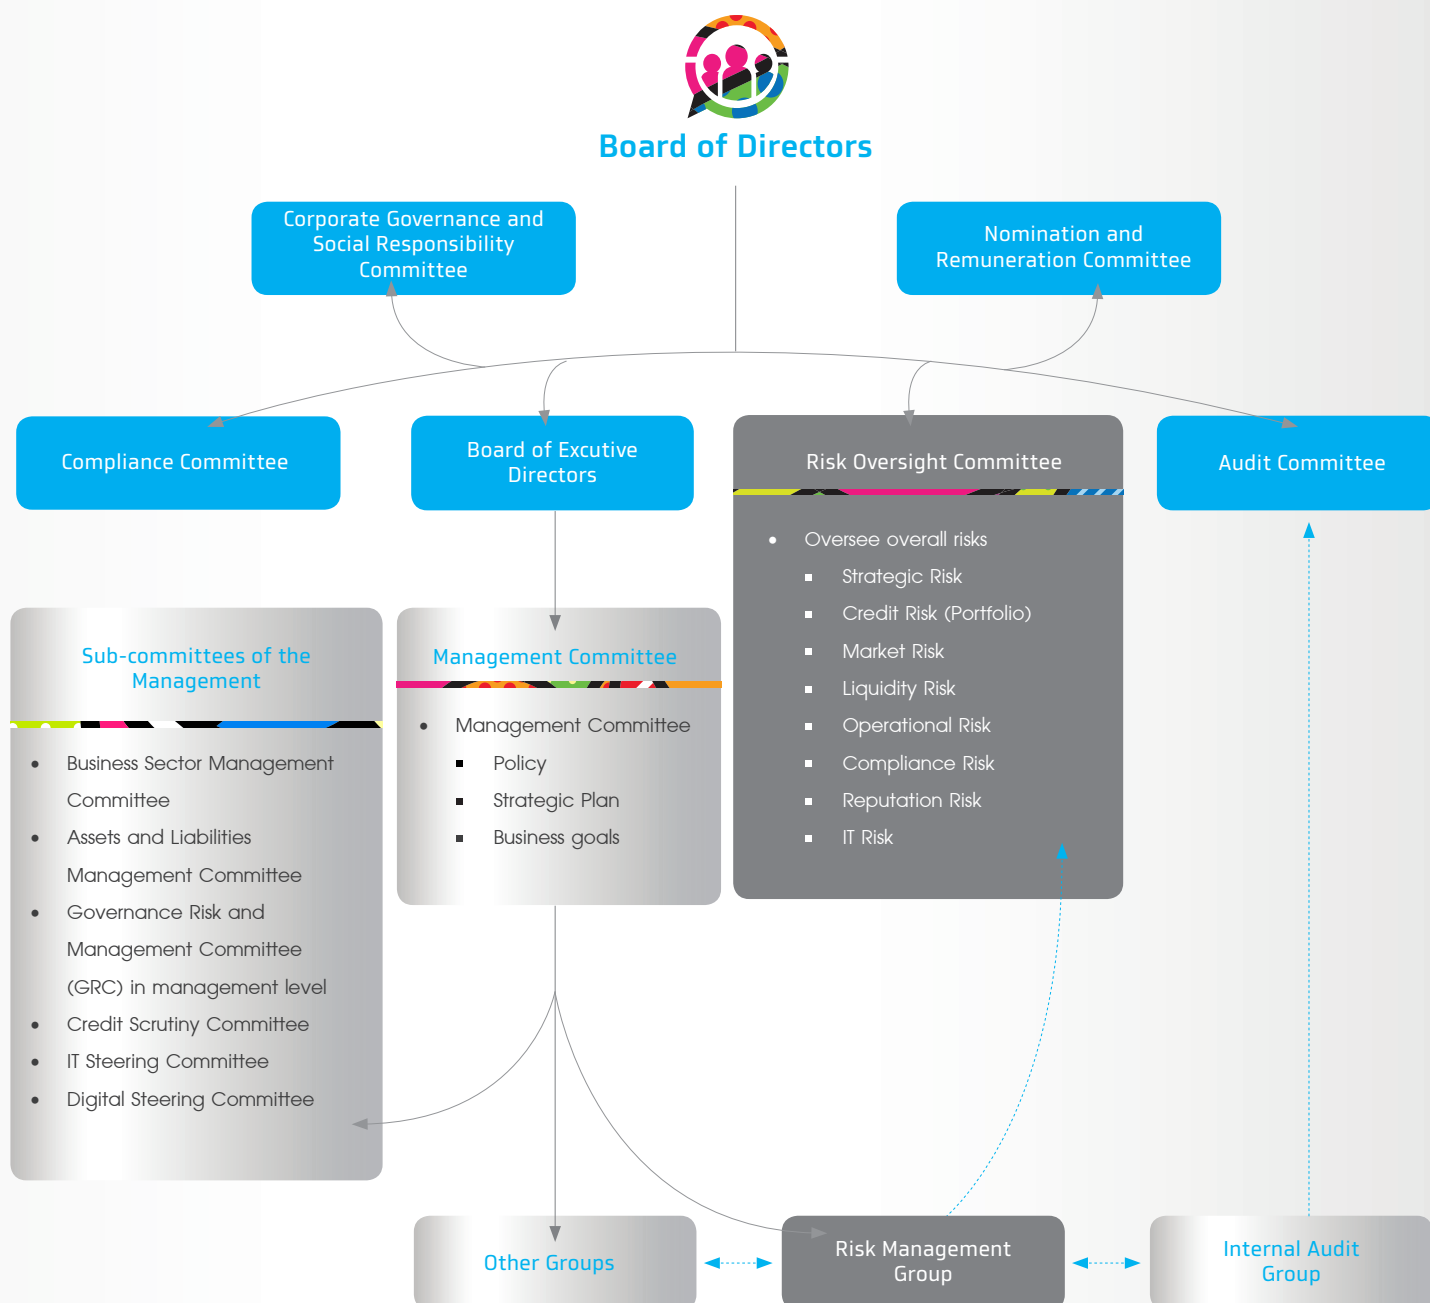 Board of Directors
Corporate Governance and
Social Responsibility
Committee
Nomination and
Remuneration Committee
Compliance Committee
Board of Excutive
Directors
Risk Oversight Committee
Audit Committee
• Oversee overall risks
▪ Strategic Risk
▪ Credit Risk (Portfolio)
▪ Market Risk
▪ Liquidity Risk
▪ Operational Risk
▪ Compliance Risk
▪ Reputation Risk
▪ IT Risk
Sub-committees of the
Management
• Business Sector Management
Committee
• Assets and Liabilities
Management Committee
• Governance Risk and
Management Committee
(GRC) in management level
• Credit Scrutiny Committee
• IT Steering Committee
• Digital Steering Committee
Management Committee
• Management Committee
▪ Policy
▪ Strategic Plan
▪ Business goals
Other Groups
Risk Management
Group
Internal Audit
Group